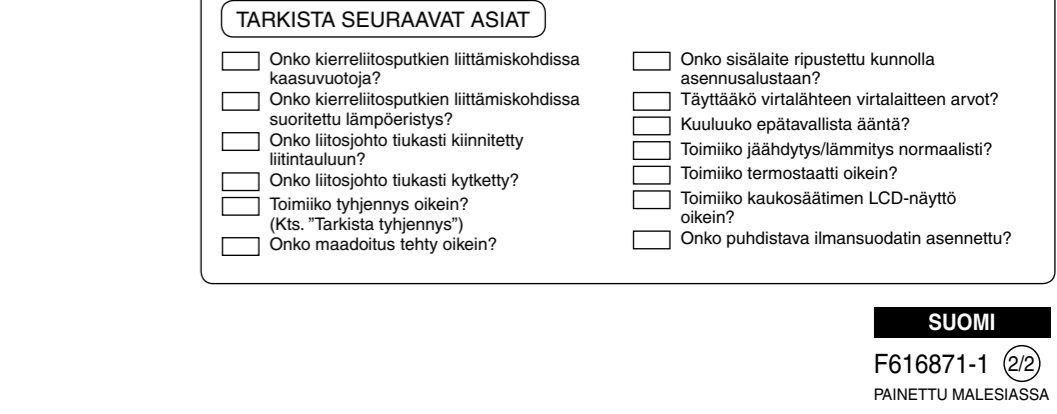 TARKISTA SEURAAVAT ASIAT
Onko kierreliitosputkien liittämiskohdissa
kaasuvuotoja?
Onko kierreliitosputkien liittämiskohdissa
suoritettu lämpöeristys?
Onko liitosjohto tiukasti kiinnitetty
liitintauluun?
Onko liitosjohto tiukasti kytketty?
Toimiiko tyhjennys oikein?
(Kts. ”Tarkista tyhjennys”)
Onko maadoitus tehty oikein?
Onko sisälaite ripustettu kunnolla
asennusalustaan?
Täyttääkö virtalähteen virtalaitteen arvot?
Kuuluuko epätavallista ääntä?
Toimiiko jäähdytys/lämmitys normaalisti?
Toimiiko termostaatti oikein?
Toimiiko kaukosäätimen LCD-näyttö
oikein?
Onko puhdistava ilmansuodatin asennettu?
SUOMI
F616871-1 2/2
PAINETTU MALESIASSA